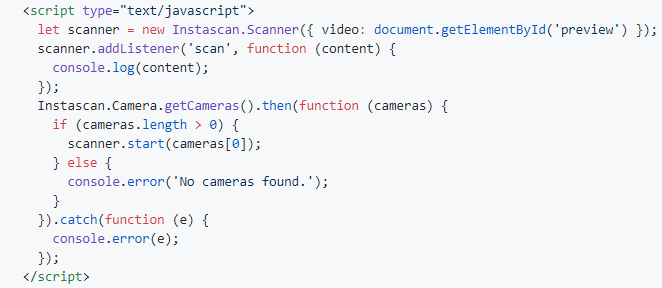 <script type="text/javascript">
  let scanner = new Instascan.Scanner({ video: document.getElementById('preview') });
  scanner.addListener('scan', function (content) {
    console.log(content);
  });
  Instascan.Camera.getCameras().then(function (cameras) {
    if (cameras.length > 0) {
      scanner.start(cameras[0]);
    } else {
      console.error('No cameras found.');
    }
  }).catch(function (e) {
    console.error(e);
  });
</script>